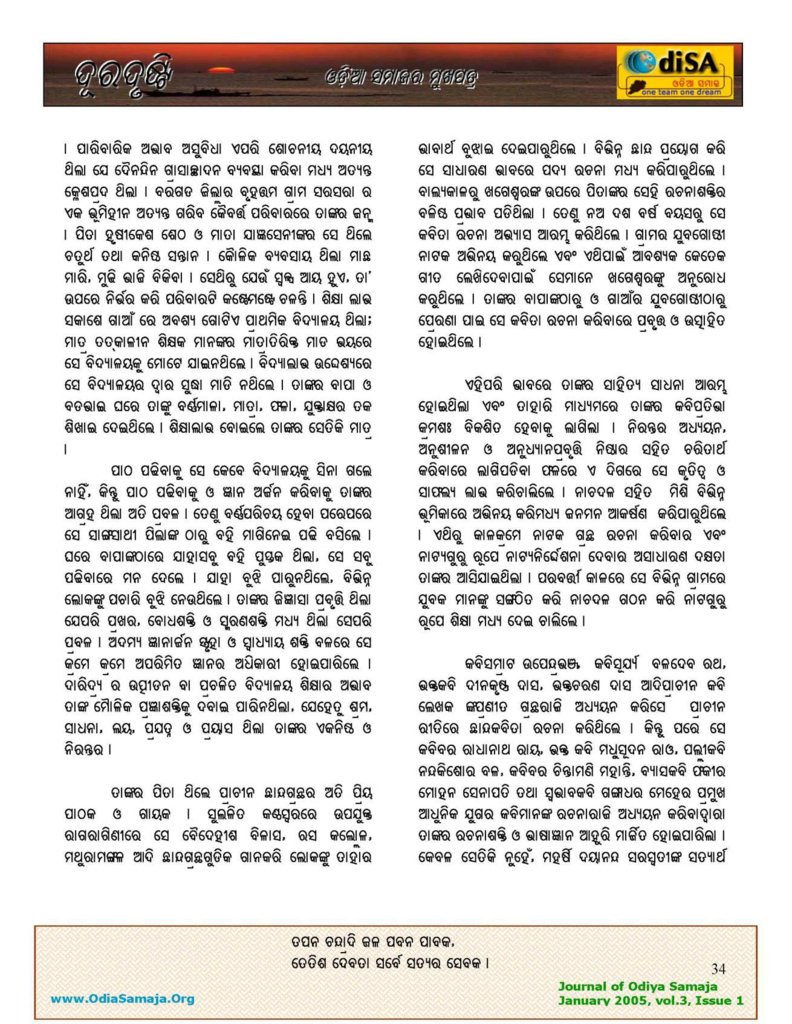 ଦୂରଦୃଷ୍ଟି
ଓଡ଼ିଆ ସମାଜର ମୁଖପତ୍ର
OdiSA
ଓଡିଆ ସମାଜ
one team one dream
। ପାରିବାରିକ ଅଭାବ ଅସୁବିଧା ଏପରି ଶୋଚନୀୟ ଦୟନୀୟ
ଥିଲା ଯେ ଦୈନନ୍ଦିନ ଗ୍ରାସାଚ୍ଛାଦନ ବ୍ୟବସ୍ଥା କରିବା ମଧ୍ୟ ଅତ୍ୟନ୍ତ
କ୍ଳେଶପ୍ରଦ ଥିଲା । ବରଗଡ ଜିଲ୍ଲାର ବୃହତ୍ତମ ଗ୍ରାମ ସରସରା ର
ଏକ ଭୂମିହୀନ ଅତ୍ୟନ୍ତ ଗରିବ କୈବର୍ତ୍ତ ପରିବାରରେ ତାଙ୍କର ଜନ୍ମ
। ପିତା ହୃଷୀକେଶ ଶେଠ ଓ ମାତା ଯାଜ୍ଞସେନୀଙ୍କର ସେ ଥିଲେ
ଚତୁର୍ଥ ତଥା କନିଷ୍ଠ ସନ୍ତାନ । କୌଳିକ ବ୍ୟବସାୟ ଥିଲା ମାଛ
ମାରି, ମୁଢି ଭାଜି ବିକିବା । ସେଥିରୁ ଯେଉଁ ସ୍ୱଳ୍ପ ଆୟ ହୁଏ, ତା'
ଉପରେ ନିର୍ଭର କରି ପରିବାରଟି କଷ୍ଟେମଷ୍ଟେ ଚଳନ୍ତି । ଶିକ୍ଷା ଲାଭ
ସକାଶେ ଗାଆଁ ରେ ଅବଶ୍ୟ ଗୋଟିଏ ପ୍ରାଥମିକ ବିଦ୍ୟାଳୟ ଥିଲା;
ମାତ୍ର ତତ୍‌କାଳୀନ ଶିକ୍ଷକ ମାନଙ୍କର ମାତ୍ରାତିରିକ୍ତ ମାଡ ଭୟରେ
ସେ ବିଦ୍ୟାଳୟକୁ ମୋଟେ ଯାଇନଥିଲେ । ବିଦ୍ୟାଲାଭ ଉଦ୍ଦେଶ୍ୟରେ
ସେ ବିଦ୍ୟାଳୟର ଦ୍ୱାର ସୁଦ୍ଧା ମାଡି ନଥିଲେ । ତାଙ୍କର ବାପା ଓ
ବଡଭାଇ ଘରେ ତାଙ୍କୁ ବର୍ଣ୍ଣମାଳା, ମାତ୍ରା, ଫଳା, ଯୁକ୍ତାକ୍ଷର ତକ
ଶିଖାଇ ଦେଇଥିଲେ । ଶିକ୍ଷାଲାଭ ବୋଇଲେ ତାଙ୍କର ସେତିକି ମାତ୍ର
।
ପାଠ ପଢିବାକୁ ସେ କେବେ ବିଦ୍ୟାଳୟକୁ ସିନା ଗଲେ
ନାହିଁ, କିନ୍ତୁ ପାଠ ପଢିବାକୁ ଓ ଜ୍ଞାନ ଅର୍ଜନ କରିବାକୁ ତାଙ୍କର
ଆଗ୍ରହ ଥିଲା ଅତି ପ୍ରବଳ । ତେଣୁ ବର୍ଣ୍ଣପରିଚୟ ହେବା ପରେପରେ
ସେ ସାଙ୍ଗସାଥୀ ପିଲାଙ୍କ ଠାରୁ ବହି ମାଗିନେଇ ପଢି ବସିଲେ ।
ଘରେ ବାପାଙ୍କଠାରେ ଯାହାସବୁ ବହି ପୁସ୍ତକ ଥିଲା, ସେ ସବୁ
ପଢିବାରେ ମନ ଦେଲେ । ଯାହା ବୁଝି ପାରୁନଥିଲେ, ବିଭିନ୍ନ
ଲୋକଙ୍କୁ ପଚାରି ବୁଝି ନେଉଥିଲେ । ତାଙ୍କର ଜିଜ୍ଞାସା ପ୍ରବୃତ୍ତି ଥିଲା
ଯେପରି ପ୍ରଖର, ବୋଧଶକ୍ତି ଓ ସ୍ମରଣଶକ୍ତି ମଧ୍ୟ ଥିଲା ସେପରି
ପ୍ରବଳ । ଅଦମ୍ୟ ଜ୍ଞାନାର୍ଜନ ସ୍ପୃହା ଓ ସ୍ୱାଧ୍ୟାୟ ଶକ୍ତି ବଳରେ ସେ
କ୍ରମେ କ୍ରମେ ଅପରିମିତ ଜ୍ଞାନର ଅଧିକାରୀ ହୋଇପାରିଲେ ।
ଦାରିଦ୍ର୍ୟ ର ଉତ୍ପୀଡନ ବା ପ୍ରଚଳିତ ବିଦ୍ୟାଳୟ ଶିକ୍ଷାର ଅଭାବ
ତାଙ୍କ ମୌଳିକ ପ୍ରଜ୍ଞାଶକ୍ତିକୁ ଦବାଇ ପାରିନଥିଲା, ଯେହେତୁ ଶ୍ରମ,
ସାଧନା, ଲୟ, ପ୍ରଯତ୍ନ ଓ ପ୍ରୟାସ ଥିଲା ତାଙ୍କର ଏକନିଷ୍ଠ ଓ
ନିରନ୍ତର ।
ତାଙ୍କର ପିତା ଥିଲେ ପ୍ରାଚୀନ ଛାନ୍ଦଗ୍ରନ୍ଥର ଅତି ପ୍ରିୟ
ପାଠକ ଓ ଗାୟକ । ସୁଲଳିତ କଣ୍ଠସ୍ୱରରେ ଉପଯୁକ୍ତ
ରାଗରାଗିଣୀରେ ସେ ବୈଦେହୀଶ ବିଳାସ, ରସ କଲ୍ଲୋଳ,
ମଥୁରାମଙ୍ଗଳ ଆଦି ଛାନ୍ଦଗ୍ରନ୍ଥଗୁଡିକ ଗାନକରି ଲୋକଙ୍କୁ ତାହାର
ଭାବାର୍ଥ ବୁଝାଇ ଦେଇପାରୁଥିଲେ । ବିଭିନ୍ନ ଛାନ୍ଦ ପ୍ରୟୋଗ କରି
ସେ ସାଧାରଣ ଭାବରେ ପଦ୍ୟ ରଚନା ମଧ୍ୟ କରିପାରୁଥିଲେ ।
ବାଲ୍ୟକାଳରୁ ଖଗେଶ୍ୱରଙ୍କ ଉପରେ ପିତାଙ୍କର ସେହି ରଚନାଶକ୍ତିର
ବଳିଷ୍ଠ ପ୍ରଭାବ ପଡିଥିଲା । ତେଣୁ ନଅ ଦଶ ବର୍ଷ ବୟସରୁ ସେ
କବିତା ରଚନା ଅଭ୍ୟାସ ଆରମ୍ଭ କରିଥିଲେ । ଗ୍ରାମର ଯୁବଗୋଷ୍ଠୀ
ନାଟକ ଅଭିନୟ କରୁଥିଲେ ଏବଂ ଏଥିପାଇଁ ଆବଶ୍ୟକ କେତେକ
ଗୀତ ଲେଖିଦେବାପାଇଁ ସେମାନେ ଖଗେଶ୍ୱରଙ୍କୁ ଅନୁରୋଧ
କରୁଥିଲେ । ତାଙ୍କର ବାପାଙ୍କଠାରୁ ଓ ଗାଆଁର ଯୁବଗୋଷ୍ଠୀଠାରୁ
ପ୍ରେରଣା ପାଇ ସେ କବିତା ରଚନା କରିବାରେ ପ୍ରବୃତ୍ତ ଓ ଉତ୍ସାହିତ
ହୋଇଥିଲେ ।
ଏହିପରି ଭାବରେ ତାଙ୍କର ସାହିତ୍ୟ ସାଧନା ଆରମ୍ଭ
ହୋଇଥିଲା ଏବଂ ତାହାରି ମାଧ୍ୟମରେ ତାଙ୍କର କବିପ୍ରତିଭା
କ୍ରମଶଃ ବିକଶିତ ହେବାକୁ ଲାଗିଲା । ନିରନ୍ତର ଅଧ୍ୟୟନ,
ଅନୁଶୀଳନ ଓ ଅନୁଧ୍ୟାନପ୍ରବୃତ୍ତି ନିଷ୍ଠାର ସହିତ ଚରିତାର୍ଥ
କରିବାରେ ଲାଗିପଡିବା ଫଳରେ ଏ ଦିଗରେ ସେ କୃତିତ୍ୱ ଓ
ସାଫଲ୍ୟ ଲାଭ କରିଚାଲିଲେ । ନାଚଦଳ ସହିତ ମିଶି ବିଭିନ୍ନ
ଭୂମିକାରେ ଅଭିନୟ କରିମଧ୍ୟ ଜନମନ ଆକର୍ଷଣ କରିପାରୁଥିଲେ
। ଏଥିରୁ କାଳକ୍ରମେ ନାଟକ ଗ୍ରନ୍ଥ ରଚନା କରିବାର ଏବଂ
ନାଟ୍ୟଗୁରୁ ରୂପେ ନାଟ୍ୟନିର୍ଦ୍ଦେଶନା ଦେବାର ଅସାଧାରଣ ଦକ୍ଷତା
ତାଙ୍କର ଆସିଯାଇଥିଲା । ପରବର୍ତ୍ତୀ କାଳରେ ସେ ବିଭିନ୍ନ ଗ୍ରାମରେ
ଯୁବକ ମାନଙ୍କୁ ସଙ୍ଗଠିତ କରି ନାଚଦଳ ଗଠନ କରି ନାଟଗୁରୁ
ରୂପେ ଶିକ୍ଷା ମଧ୍ୟ ଦେଇ ଚାଲିଲେ ।
କବିସମ୍ରାଟ ଉପେନ୍ଦ୍ରଭଞ୍ଜ, କବିସୂର୍ଯ୍ୟ ବଳଦେବ ରଥ,
ଭକ୍ତକବି ଦୀନକୃଷ୍ଣ ଦାସ, ଭକ୍ତଚରଣ ଦାସ ଆଦିପ୍ରାଚୀନ କବି
ଲେଖକ ଙ୍କପ୍ରଣୀତ ଗ୍ରନ୍ଥରାଜି ଅଧ୍ୟୟନ କରିସେ ପ୍ରାଚୀନ
ରୀତିରେ ଛାନ୍ଦକବିତା ରଚନା କରିଥିଲେ । କିନ୍ତୁ ପରେ ସେ
କବିବର ରାଧାନାଥ ରାୟ, ଭକ୍ତ କବି ମଧୁସୂଦନ ରାଓ, ପଲ୍ଲୀକବି
ନନ୍ଦକିଶୋର ବଳ, କବିବର ଚିନ୍ତାମଣି ମହାନ୍ତି, ବ୍ୟାସକବି ଫକୀର
ମୋହନ ସେନାପତି ତଥା ସ୍ୱଭାବକବି ଗଙ୍ଗାଧର ମେହେର ପ୍ରମୁଖ
ଆଧୁନିକ ଯୁଗର କବିମାନଙ୍କ ରଚନାରାଜି ଅଧ୍ୟୟନ କରିବାଦ୍ୱାରା
ତାଙ୍କର ରଚନାଶକ୍ତି ଓ ଭାଷାଜ୍ଞାନ ଆହୁରି ମାର୍ଜିତ ହୋଇପାରିଲା ।
କେବଳ ସେତିକି ନୁହେଁ, ମହର୍ଷି ଦୟାନନ୍ଦ ସରସ୍ୱତୀଙ୍କ ସତ୍ୟାର୍ଥ
ତପନ ଚନ୍ଦ୍ରାଦି ଜଳ ପବନ ପାବକ,
ତେତିଶ ଦେବତା ସର୍ବେ ସତ୍ୟର ସେବକ ।
34
www.OdiaSamaja.Org
Journal of Odiya Samaja
January 2005, vol.3, Issue 1